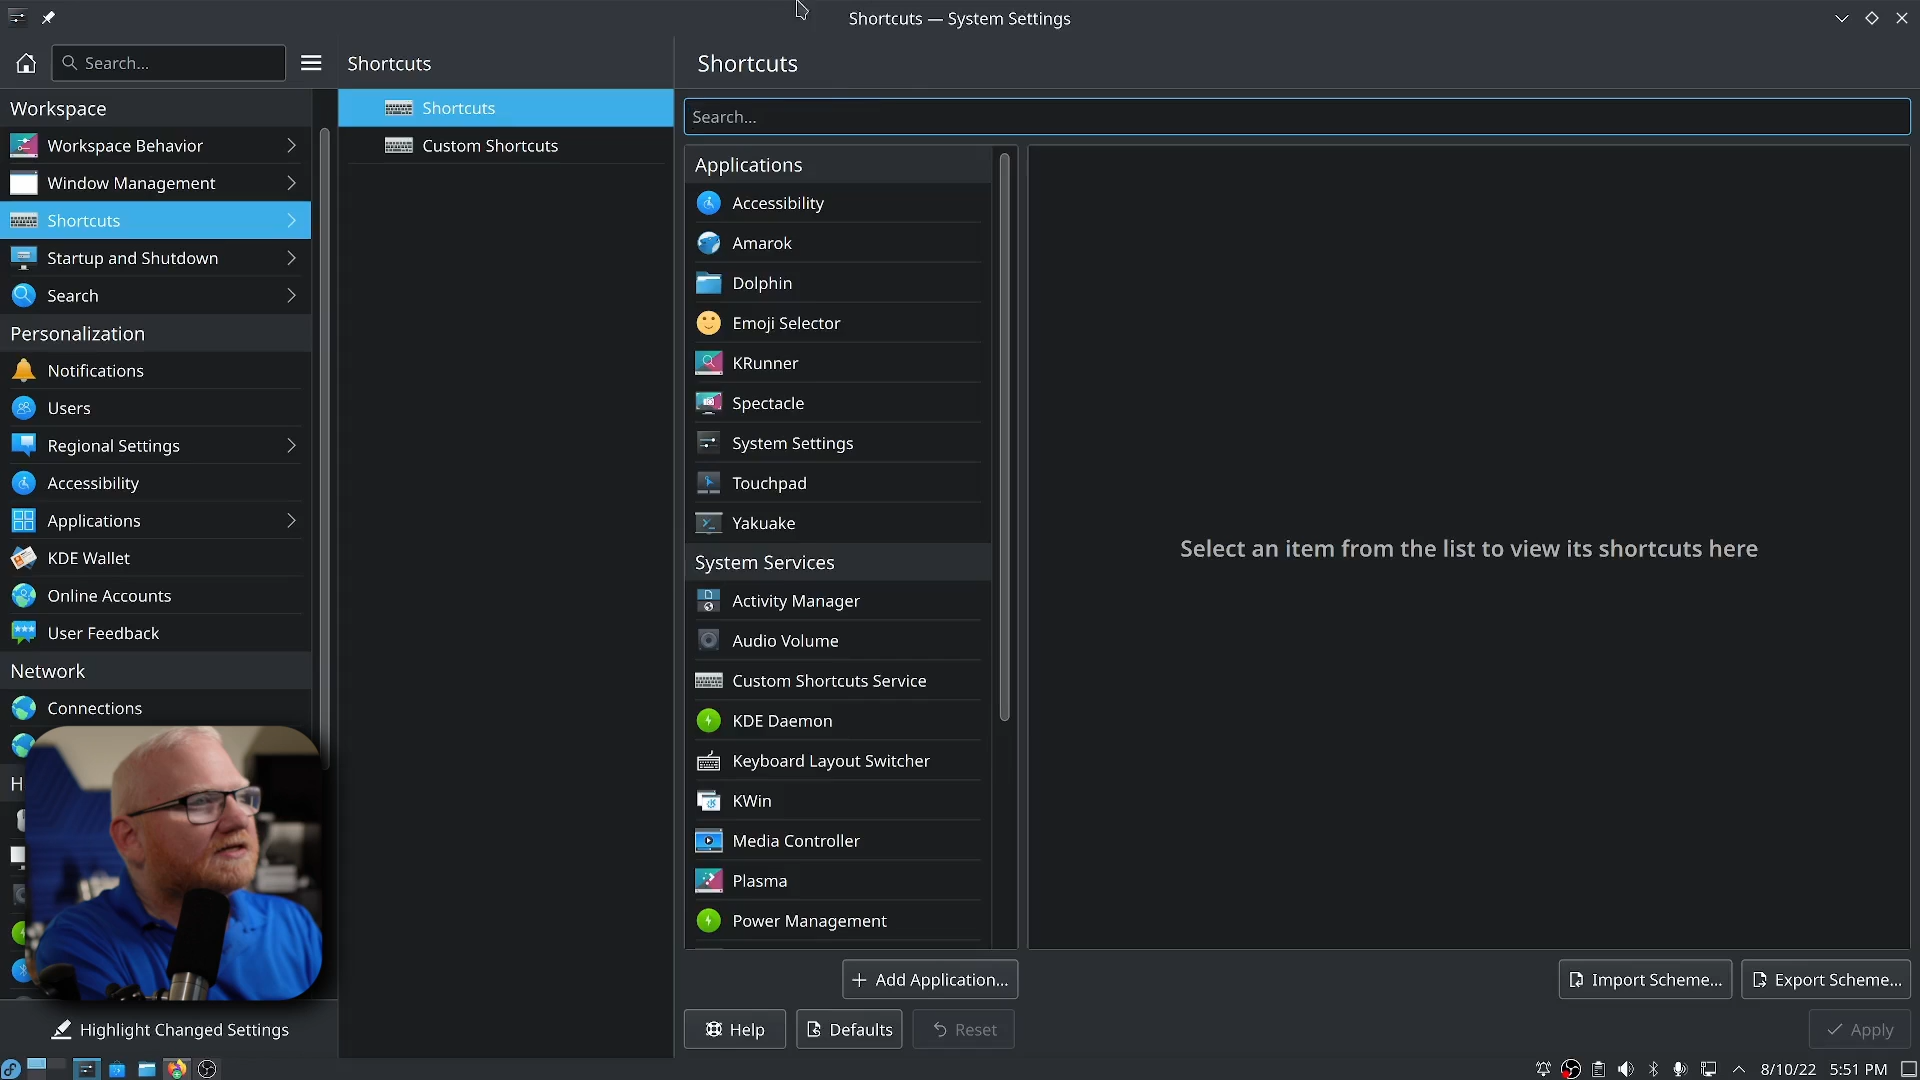 Shortcuts — System Settings
Search...
Shortcuts
Shortcuts
Workspace
Workspace Behavior
Window Management
Shortcuts
Startup and Shutdown
Search
Personalization
Notifications
Users
Regional Settings
Accessibility
Applications
KDE Wallet
Online Accounts
User Feedback
Network
Connections
H
Highlight Changed Settings
Shortcuts
Custom Shortcuts
Search...
Applications
Accessibility
Amarok
Dolphin
Emoji Selector
KRunner
Spectacle
System Settings
Touchpad
Yakuake
System Services
Activity Manager
Audio Volume
Custom Shortcuts Service
KDE Daemon
Keyboard Layout Switcher
KWin
Media Controller
Plasma
Power Management
Select an item from the list to view its shortcuts here
Add Application...
Import Scheme...
Export Scheme...
Help
Defaults
Reset
Apply
8/10/22
5:51 PM